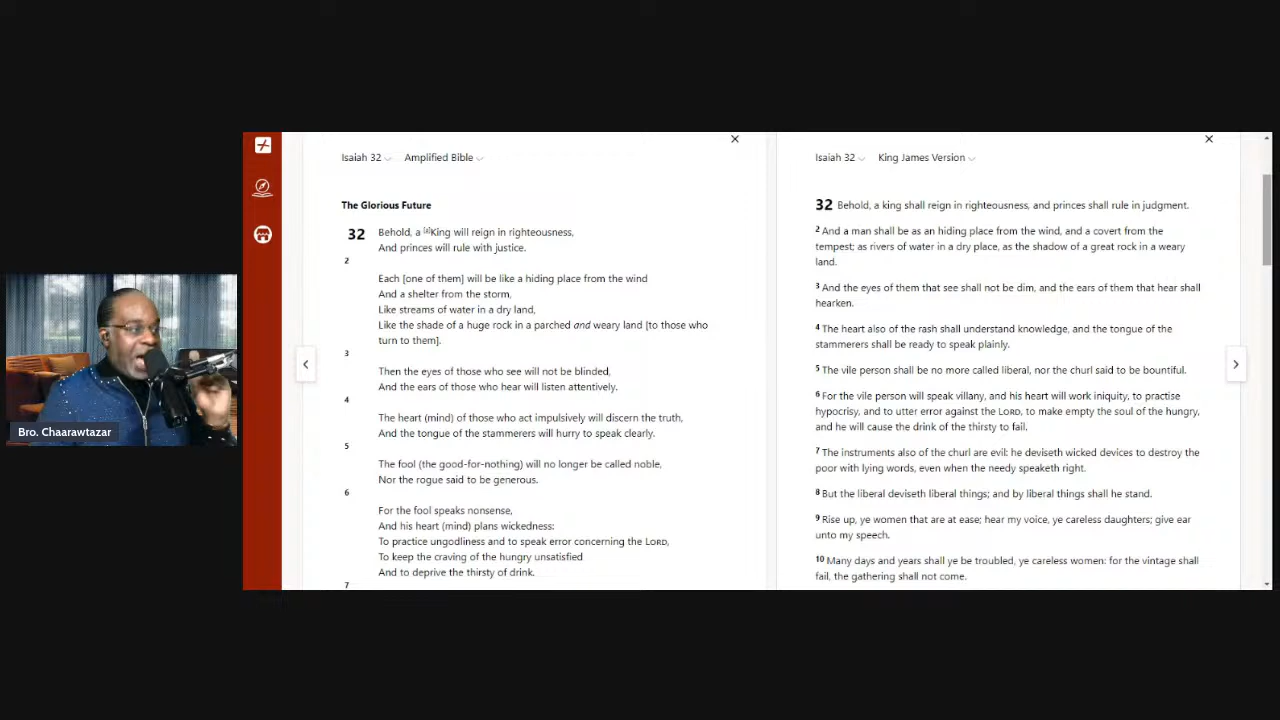 Bro. Chaarawtazar
Isaiah 32
Amplified Bible
The Glorious Future
32 Behold, a [a]King will reign in righteousness,
And princes will rule with justice.
2
Each [one of them] will be like a hiding place from the wind
And a shelter from the storm,
Like streams of water in a dry land,
Like the shade of a huge rock in a parched and weary land [to those who
turn to them].
3
Then the eyes of those who see will not be blinded,
And the ears of those who hear will listen attentively.
4
The heart (mind) of those who act impulsively will discern the truth,
And the tongue of the stammerers will hurry to speak clearly.
5
The fool (the good-for-nothing) will no longer be called noble,
Nor the rogue said to be generous.
6
For the fool speaks nonsense,
And his heart (mind) plans wickedness:
To practice ungodliness and to speak error concerning the LORD,
To keep the craving of the hungry unsatisfied
And to deprive the thirsty of drink.
7
Isaiah 32
King James Version
32 Behold, a king shall reign in righteousness, and princes shall rule in judgment.
2 And a man shall be as an hiding place from the wind, and a covert from the
tempest; as rivers of water in a dry place, as the shadow of a great rock in a weary
land.
3 And the eyes of them that see shall not be dim, and the ears of them that hear shall
hearken.
4 The heart also of the rash shall understand knowledge, and the tongue of the
stammerers shall be ready to speak plainly.
5 The vile person shall be no more called liberal, nor the churl said to be bountiful.
6 For the vile person will speak villany, and his heart will work iniquity, to practise
hypocrisy, and to utter error against the LORD, to make empty the soul of the hungry,
and he will cause the drink of the thirsty to fail.
7 The instruments also of the churl are evil: he deviseth wicked devices to destroy the
poor with lying words, even when the needy speaketh right.
8 But the liberal deviseth liberal things; and by liberal things shall he stand.
9 Rise up, ye women that are at ease; hear my voice, ye careless daughters; give ear
unto my speech.
10 Many days and years shall ye be troubled, ye careless women: for the vintage shall
fail, the gathering shall not come.